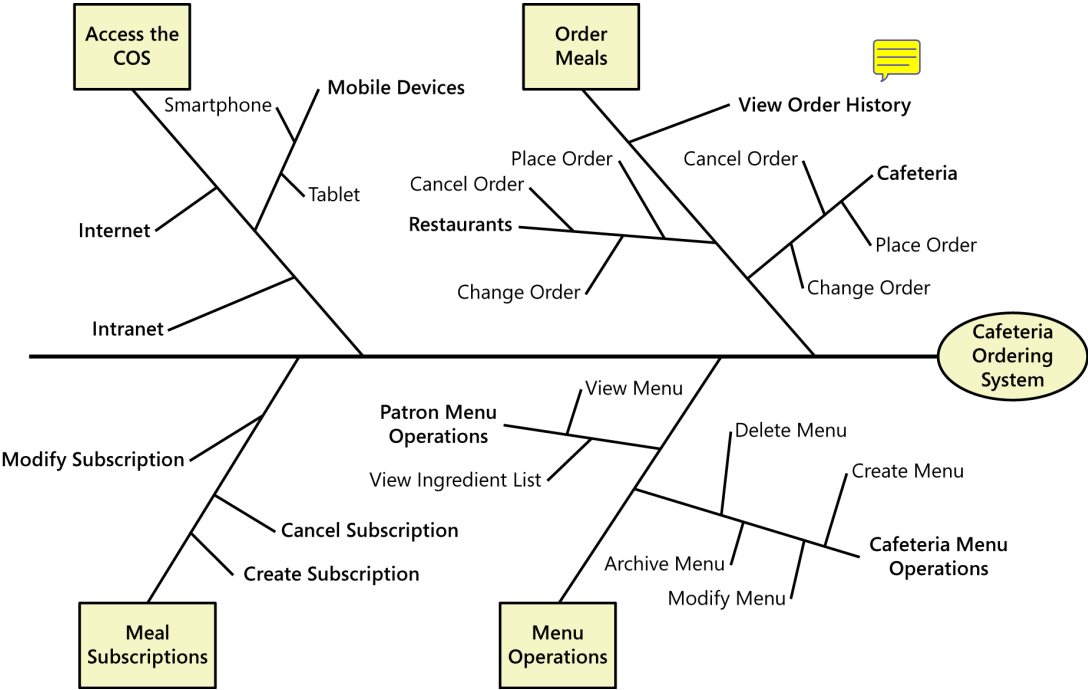 Access the
COS
Order
Meals
Smartphone
Mobile Devices
Tablet
Internet
Intranet
View Order History
Place Order
Cancel Order
Restaurants
Change Order
Cancel Order
Cafeteria
Place Order
Change Order
Cafeteria
Ordering
System
Modify Subscription
Cancel Subscription
Create Subscription
Meal
Subscriptions
View Menu
Patron Menu
Operations
View Ingredient List
Delete Menu
Create Menu
Archive Menu
Modify Menu
Cafeteria Menu
Operations
Menu
Operations